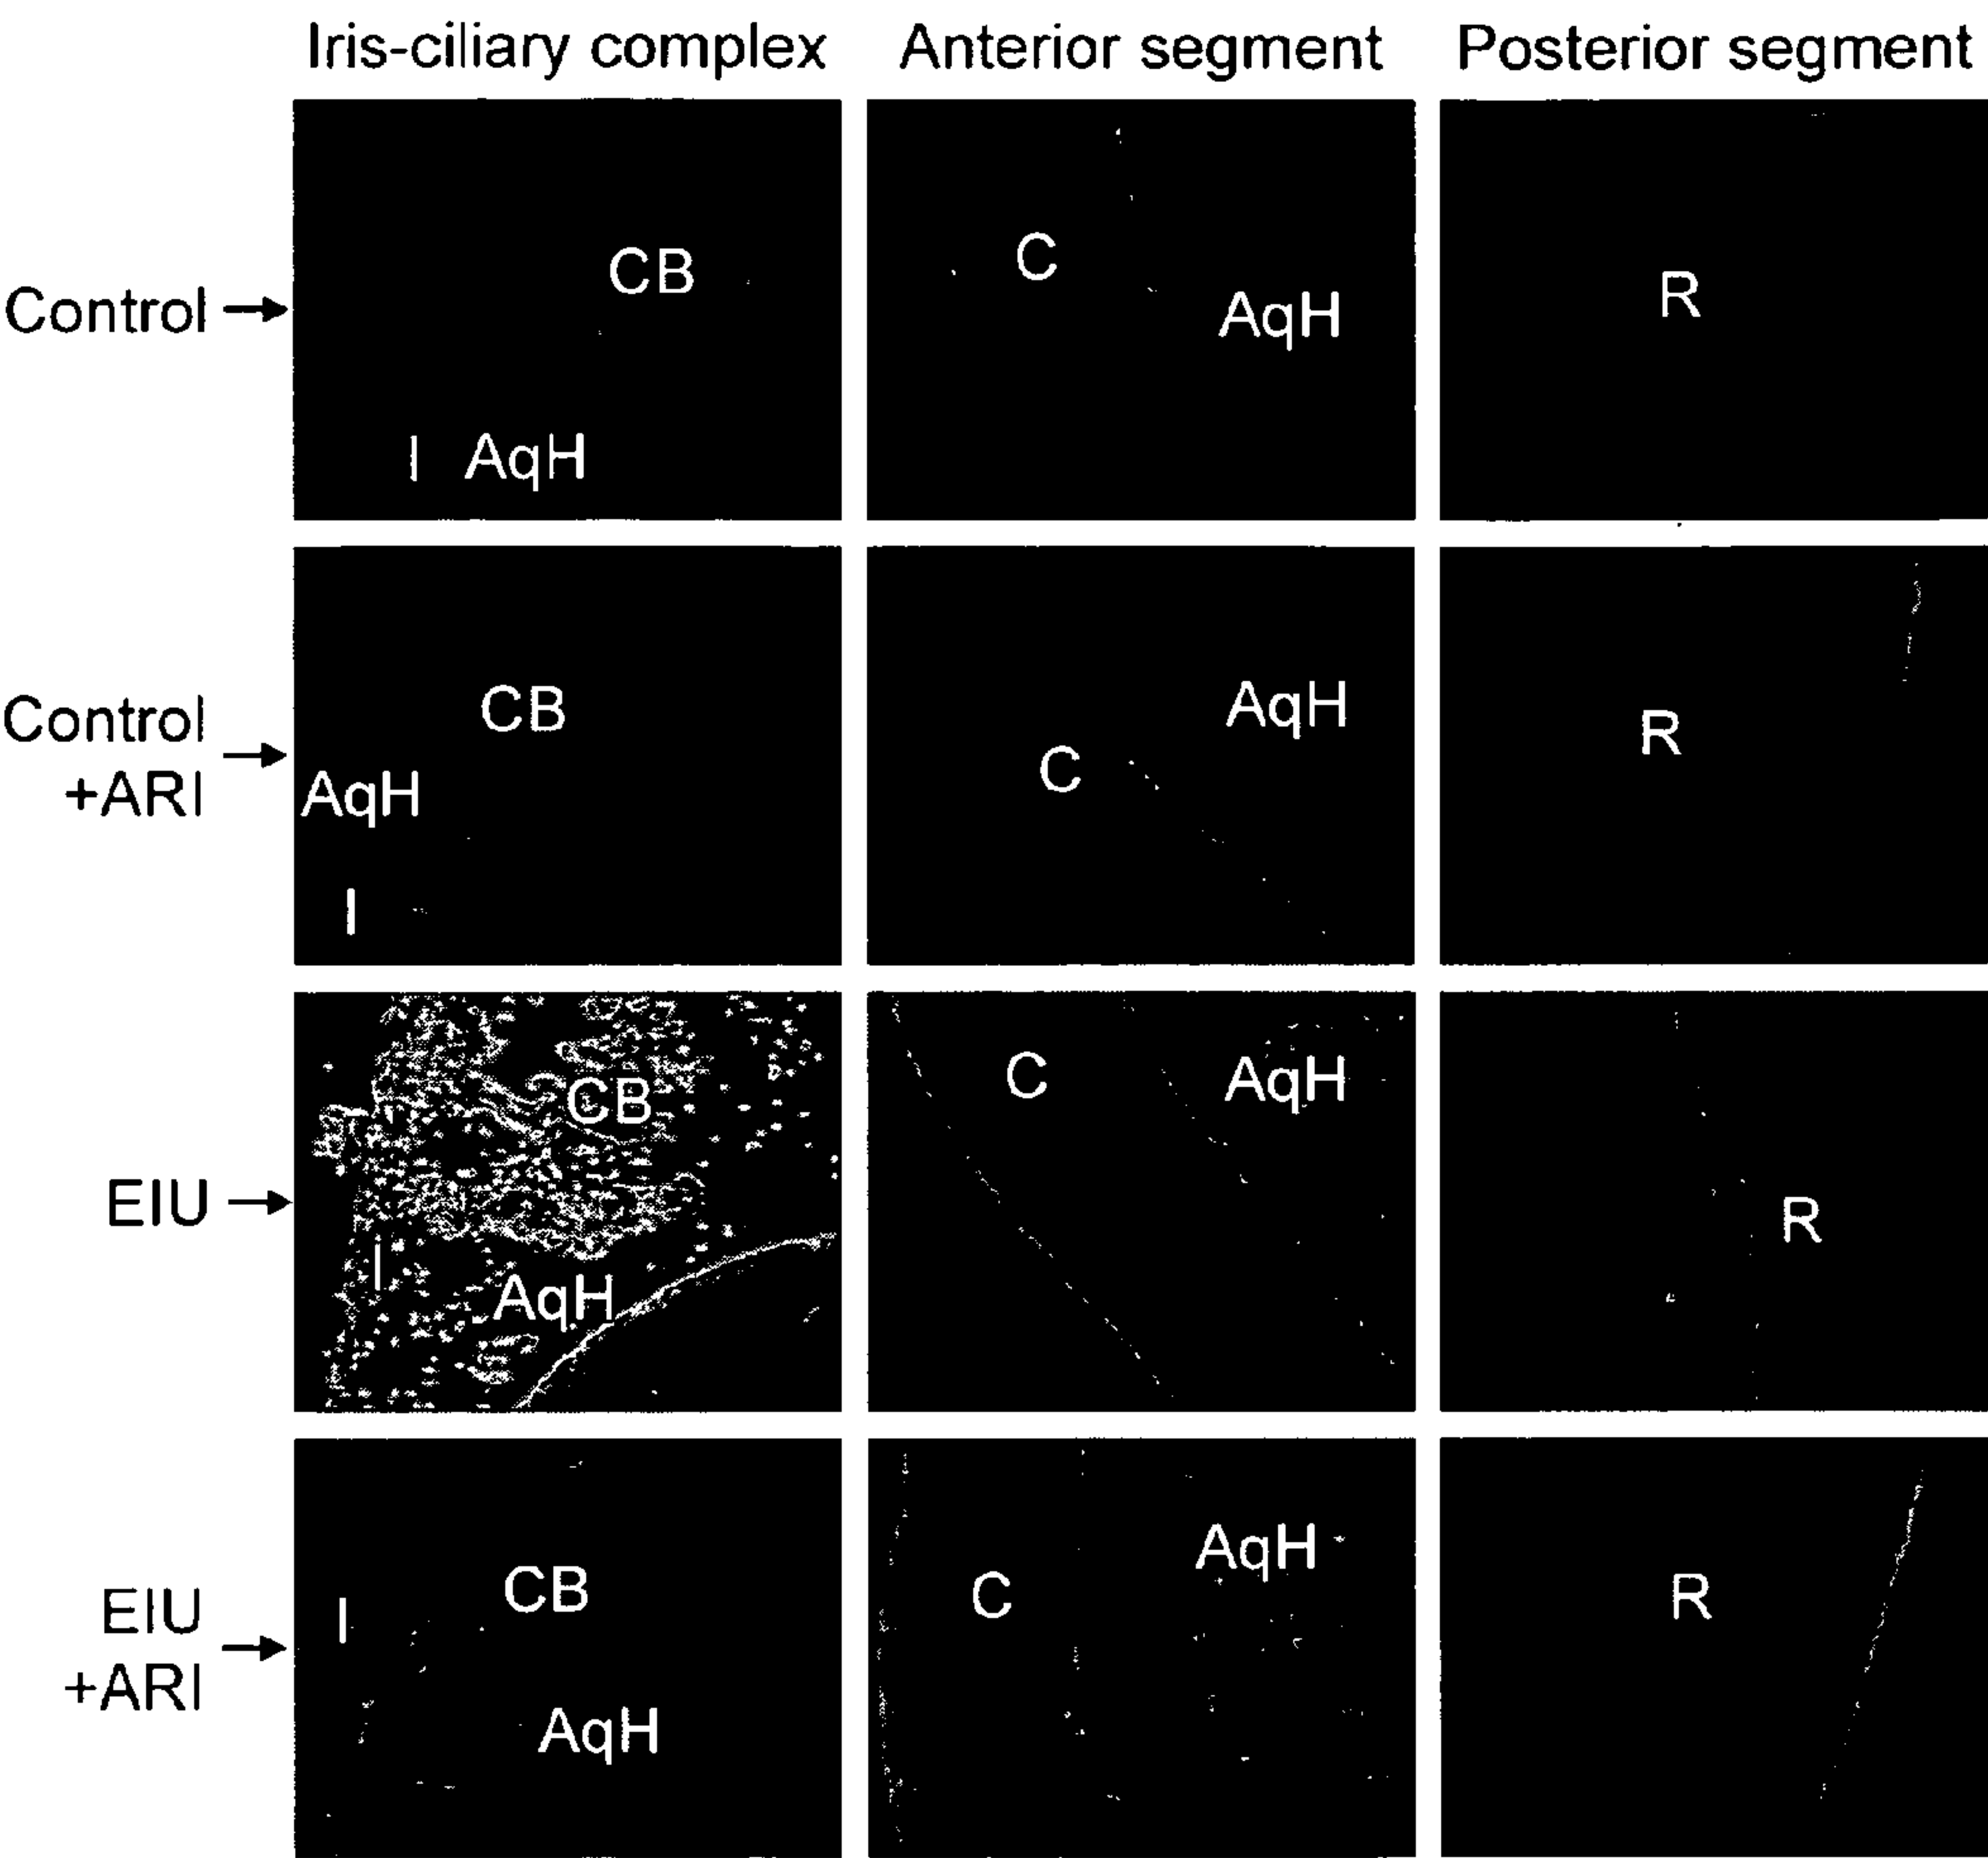 Iris-ciliary complex Anterior segment Posterior segment
Control
CB
I AqH
C
AqH
R
Control
+ARI
CB
AqH
I
AqH
C
R
EIU
CB
I
AqH
C AqH
R
EIU
+ARI
CB
I
AqH
AqH
C
R